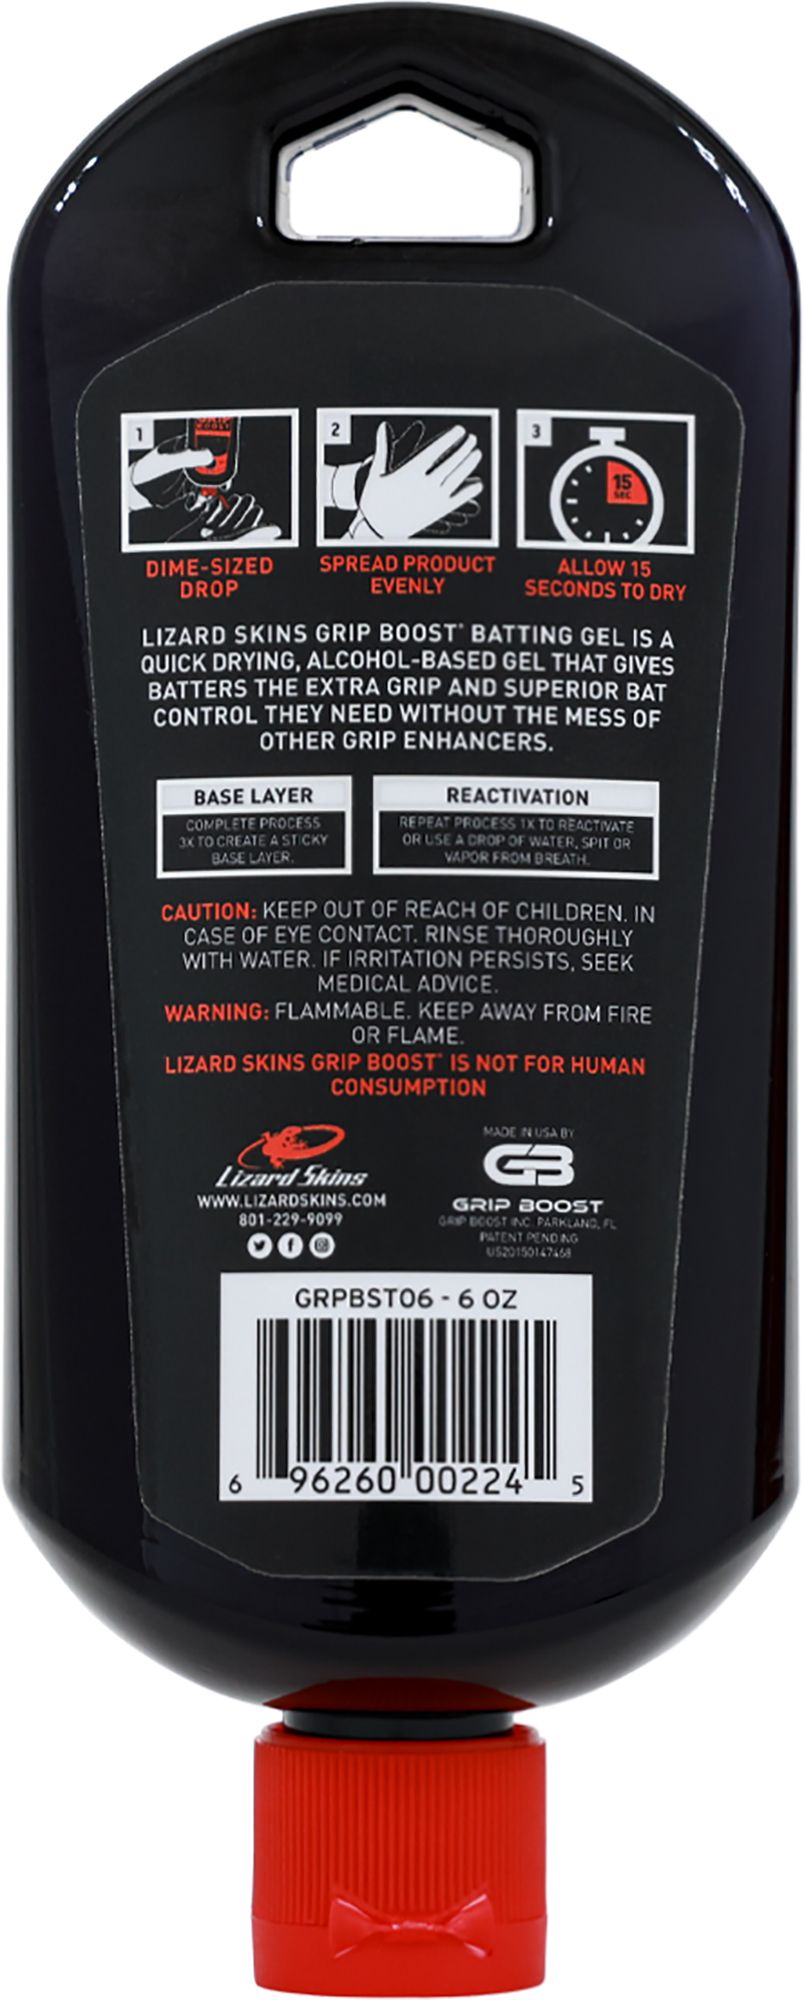 GRIP
BOOST
1
2
3
15
SEC
DIME-SIZED
DROP
SPREAD PRODUCT
EVENLY
ALLOW 15
SECONDS TO DRY
LIZARD SKINS GRIP BOOST® BATTING GEL IS A
QUICK DRYING, ALCOHOL-BASED GEL THAT GIVES
BATTERS THE EXTRA GRIP AND SUPERIOR BAT
CONTROL THEY NEED WITHOUT THE MESS OF
OTHER GRIP ENHANCERS.
BASE LAYER
COMPLETE PROCESS
3X TO CREATE A STICKY
BASE LAYER.
REACTIVATION
REPEAT PROCESS 1X TO REACTIVATE
OR USE A DROP OF WATER, SPIT OR
VAPOR FROM BREATH.
CAUTION: KEEP OUT OF REACH OF CHILDREN. IN
CASE OF EYE CONTACT. RINSE THOROUGHLY
WITH WATER. IF IRRITATION PERSISTS, SEEK
MEDICAL ADVICE.
WARNING: FLAMMABLE. KEEP AWAY FROM FIRE
OR FLAME.
LIZARD SKINS GRIP BOOST® IS NOT FOR HUMAN
CONSUMPTION
Lizard Skins
WWW.LIZARDSKINS.COM
801-229-9099
MADE IN USA BY
GB
GRIP BOOST
GRIP BOOST INC. PARKLAND, FL
PATENT PENDING
US20150147468
GRPBST06 - 6 OZ
6 96260 00224 5